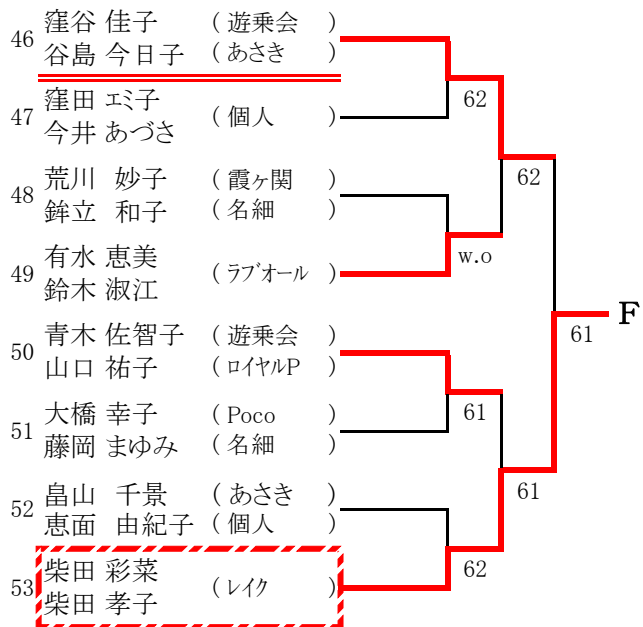 46 窪谷 佳子 ( 遊乗会 )
谷島 今日子 ( あさき )
62
47 窪田 エミ子 ( 個人 )
今井 あづさ
62
48 荒川 妙子 ( 霞ヶ関 )
鉾立 和子 ( 名細 )
w.o
49 有水 恵美 ( ラブオール )
鈴木 淑江
F
61
50 青木 佐智子 ( 遊乗会 )
山口 祐子 ( ロイヤルP )
61
51 大橋 幸子 ( Poco )
藤岡 まゆみ ( 名細 )
61
52 畠山 千景 ( あさき )
恵面 由紀子 ( 個人 )
62
53 柴田 彩菜 ( レイク )
柴田 孝子